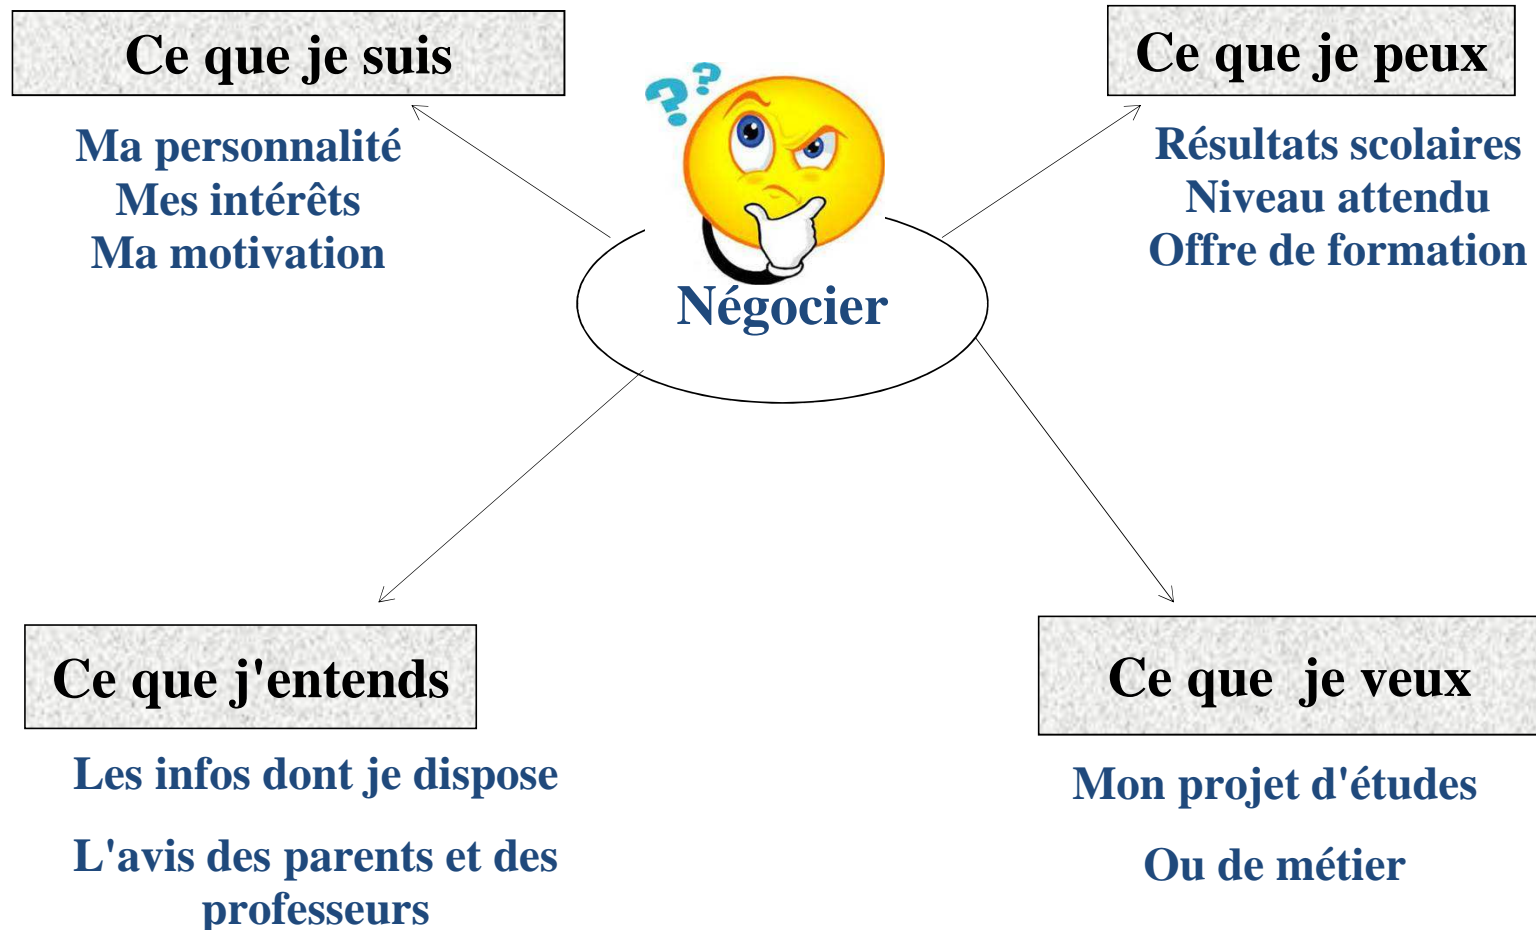 Ce que je suis
Ma personnalité
Mes intérêts
Ma motivation
??
Ce que je peux
Résultats scolaires
Niveau attendu
Offre de formation
Négocier
Ce que j'entends
Les infos dont je dispose
L'avis des parents et des
professeurs
Ce que je veux
Mon projet d'études
Ou de métier